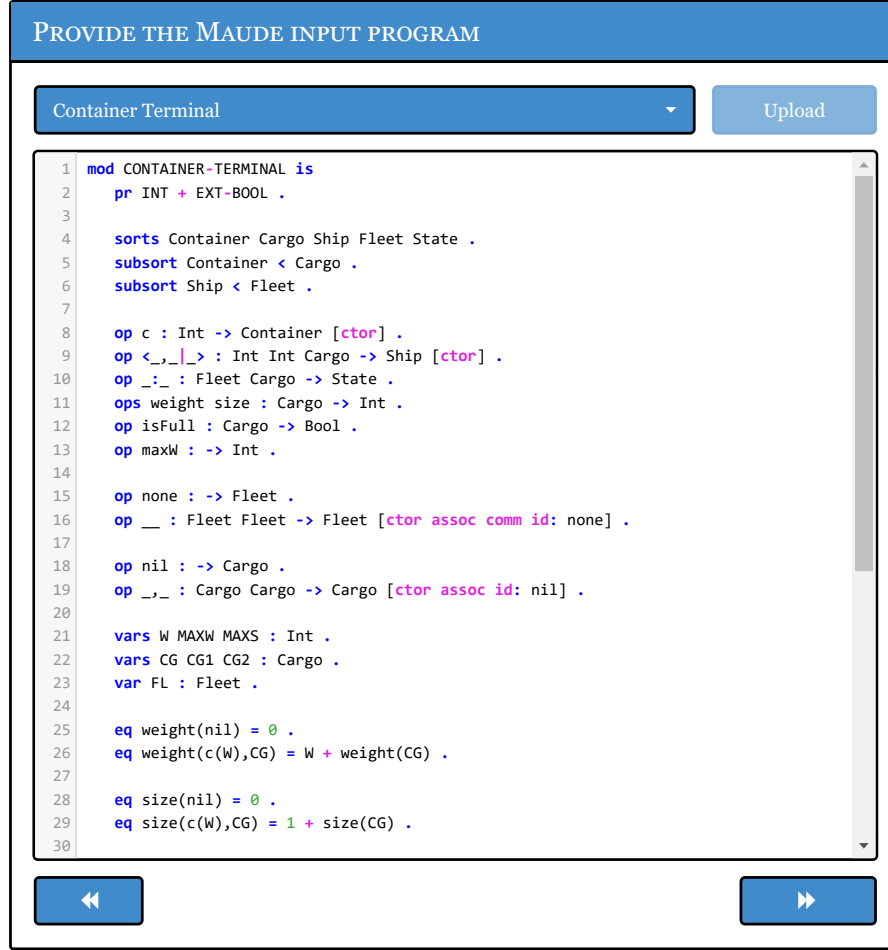 Provide the Maude input program
Container Terminal
Upload
1 mod CONTAINER-TERMINAL is
2 pr INT + EXT-BOOL .
3
4 sorts Container Cargo Ship Fleet State .
5 subsort Container < Cargo .
6 subsort Ship < Fleet .
7
8 op c : Int -> Container [ctor] .
9 op <_,_|_> : Int Int Cargo -> Ship [ctor] .
10 op _:_ : Fleet Cargo -> State .
11 ops weight size : Cargo -> Int .
12 op isFull : Cargo -> Bool .
13 op maxW : -> Int .
14
15 op none : -> Fleet .
16 op __ : Fleet Fleet -> Fleet [ctor assoc comm id: none] .
17
18 op nil : -> Cargo .
19 op _,_ : Cargo Cargo -> Cargo [ctor assoc id: nil] .
20
21 vars W MAXW MAXS : Int .
22 vars CG CG1 CG2 : Cargo .
23 var FL : Fleet .
24
25 eq weight(nil) = 0 .
26 eq weight(c(W),CG) = W + weight(CG) .
27
28 eq size(nil) = 0 .
29 eq size(c(W),CG) = 1 + size(CG) .
30